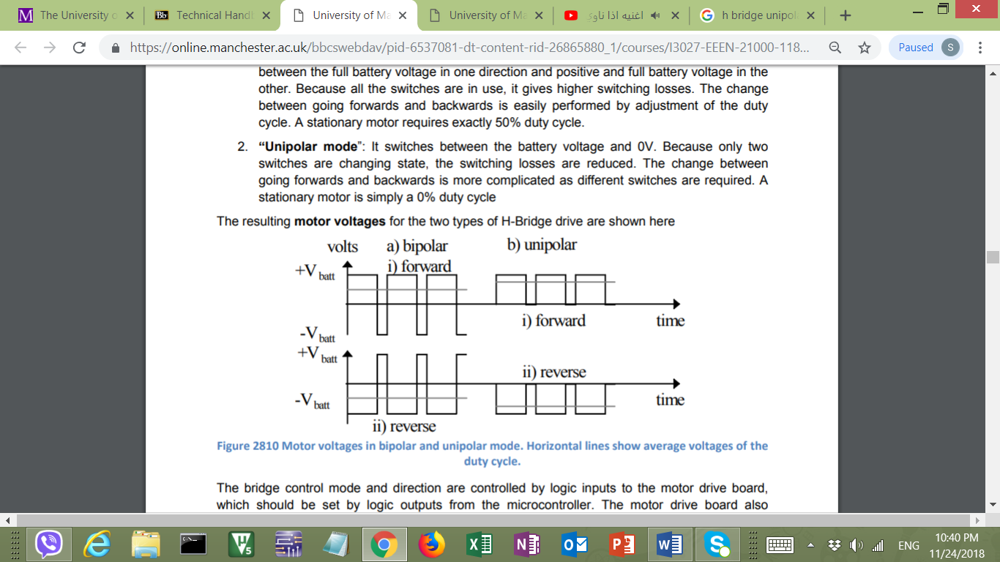 The University o
Technical Handl
University of Ma
University of Ma
اغنيه اذا ناوي
h bridge unipol
https://online.manchester.ac.uk/bbcswebdav/pid-6537081-dt-content-rid-26865880_1/courses/I3027-EEEN-21000-118...
Paused
S
between the full battery voltage in one direction and positive and full battery voltage in the
other. Because all the switches are in use, it gives higher switching losses. The change
between going forwards and backwards is easily performed by adjustment of the duty
cycle. A stationary motor requires exactly 50% duty cycle.
2. “Unipolar mode”: It switches between the battery voltage and 0V. Because only two
switches are changing state, the switching losses are reduced. The change between
going forwards and backwards is more complicated as different switches are required. A
stationary motor is simply a 0% duty cycle
The resulting motor voltages for the two types of H-Bridge drive are shown here
volts
a) bipolar
b) unipolar
i) forward
+V batt
i) forward
time
-V batt
+V batt
ii) reverse
-V batt
time
ii) reverse
Figure 2810 Motor voltages in bipolar and unipolar mode. Horizontal lines show average voltages of the
duty cycle.
The bridge control mode and direction are controlled by logic inputs to the motor drive board,
which should be set by logic outputs from the microcontroller. The motor drive board also
ENG
10:40 PM
11/24/2018